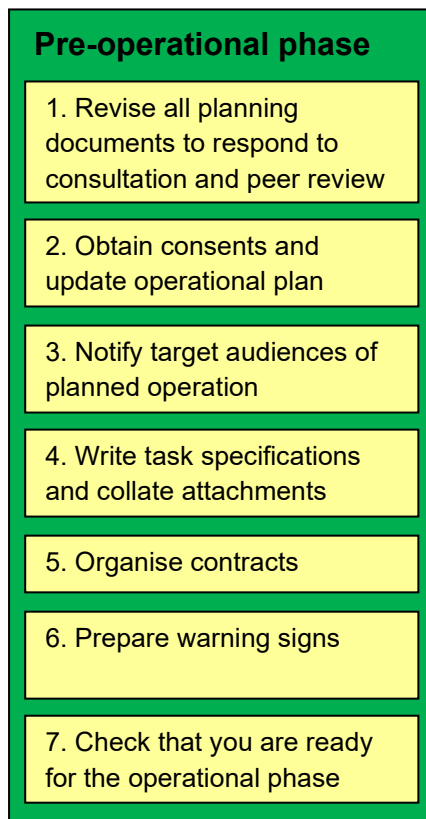 Pre-operational phase
1. Revise all planning
documents to respond to
consultation and peer review
2. Obtain consents and
update operational plan
3. Notify target audiences of
planned operation
4. Write task specifications
and collate attachments
5. Organise contracts
6. Prepare warning signs
7. Check that you are ready
for the operational phase